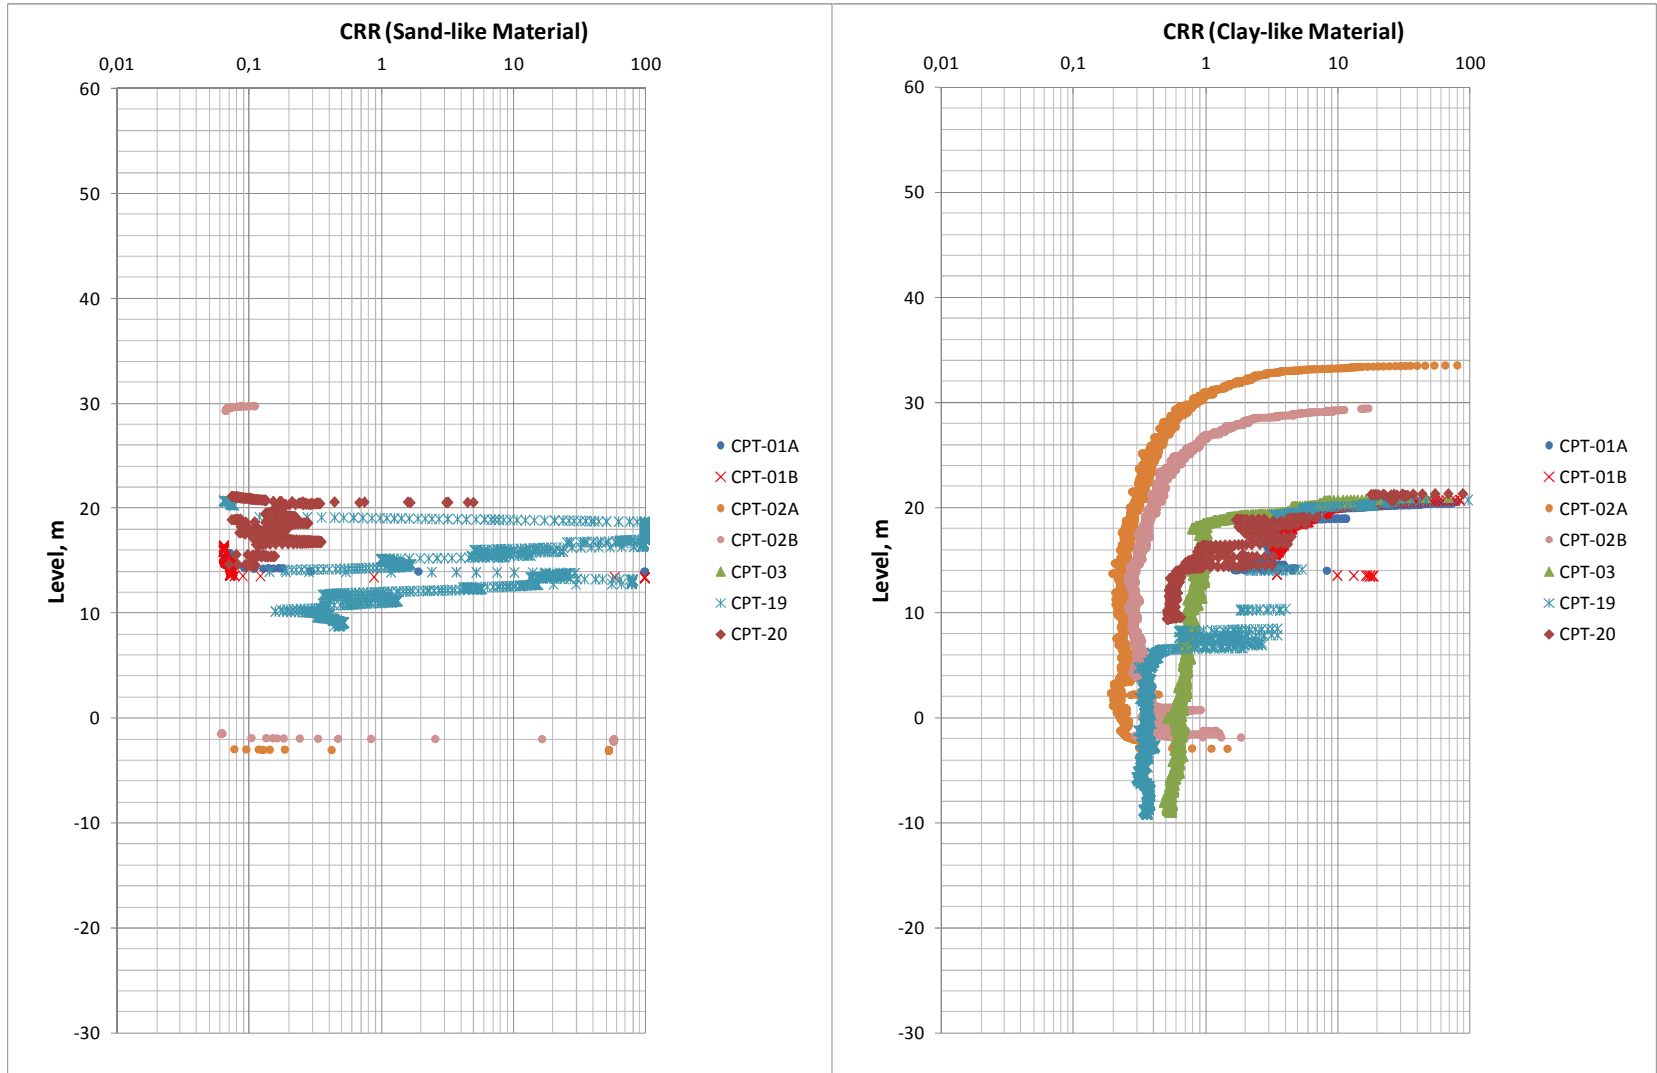 CRR (Sand-like Material)
0,01 0,1 1 10 100
60
50
40
30
20
10
0
-10
-20
-30
Level, m
CPT-01A
CPT-01B
CPT-02A
CPT-02B
CPT-03
CPT-19
CPT-20
CRR (Clay-like Material)
0,01 0,1 1 10 100
60
50
40
30
20
10
0
-10
-20
-30
Level, m
CPT-01A
CPT-01B
CPT-02A
CPT-02B
CPT-03
CPT-19
CPT-20